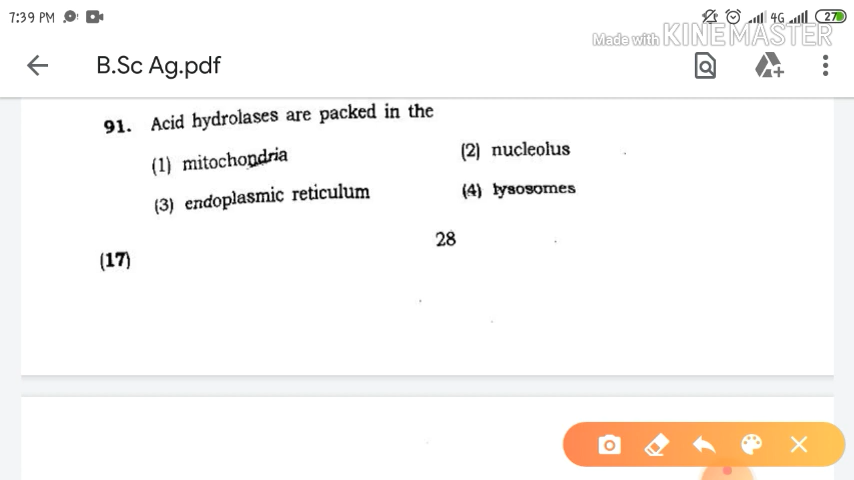 7:39 PM 4G 27
Made with KINEMASTER
B.Sc Ag.pdf
91. Acid hydrolases are packed in the
(1) mitochondria (2) nucleolus
(3) endoplasmic reticulum (4) lysosomes
28
(17)